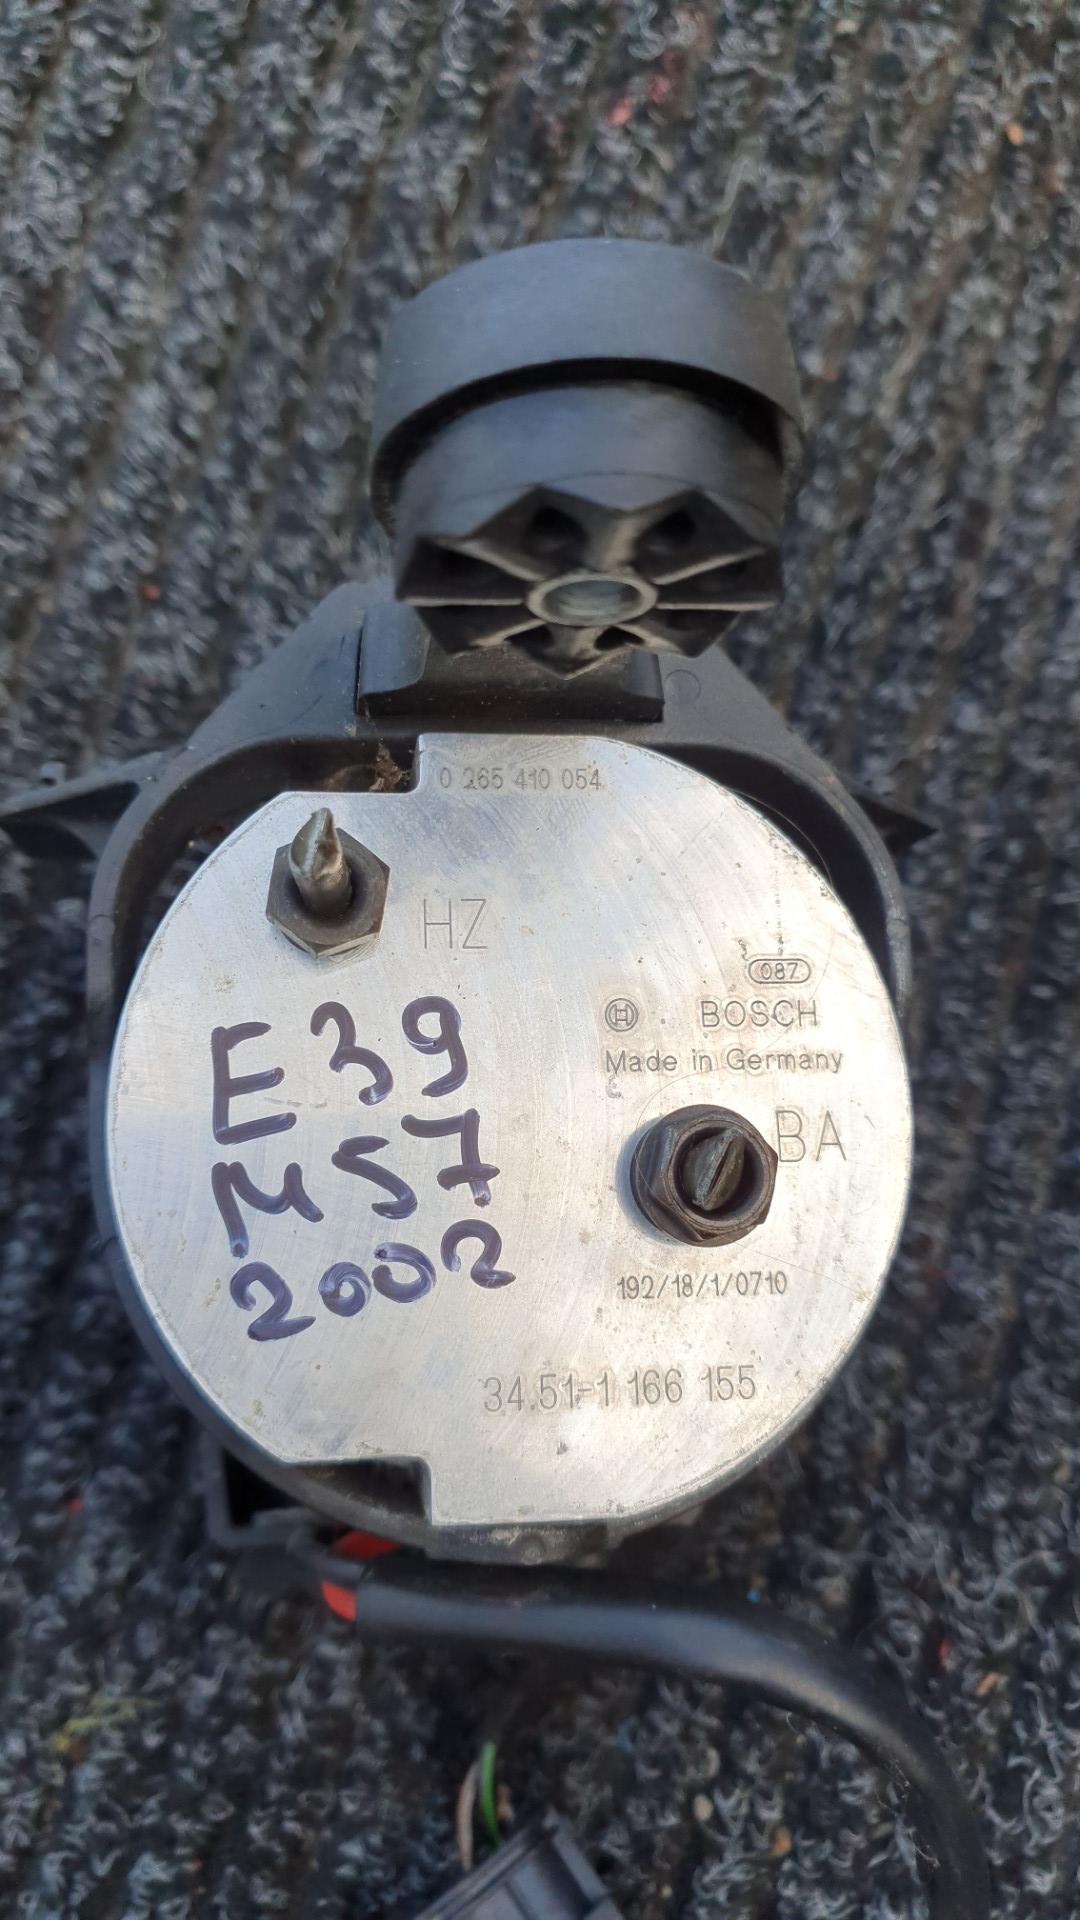 0 265 410 054
HZ
087
BOSCH
Made in Germany
E39
M57
2002
BA
192/18/1/0710
34.51-1 166 155